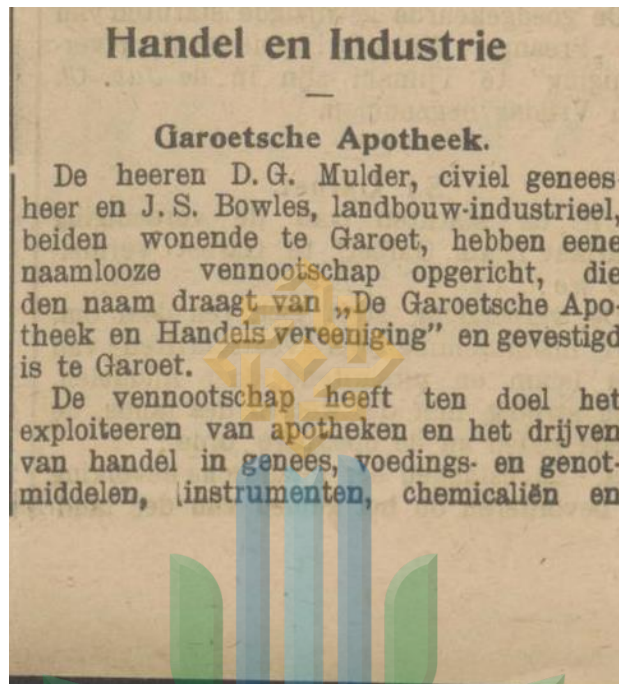 Handel en Industrie
Garoetsche Apotheek.
De heeren D. G. Mulder, civiel genees-
heer en J. S. Bowles, landbouw-industrieel,
beiden wonende te Garoet, hebben eene
naamlooze vennootschap opgericht, die
den naam draagt van „De Garoetsche Apo-
theek en Handels vereeniging” en gevestigd
is te Garoet.
De vennootschap heeft ten doel het
exploiteeren van apotheken en het drijven
van handel in genees, voedings- en genot-
middelen, instrumenten, chemicaliën en